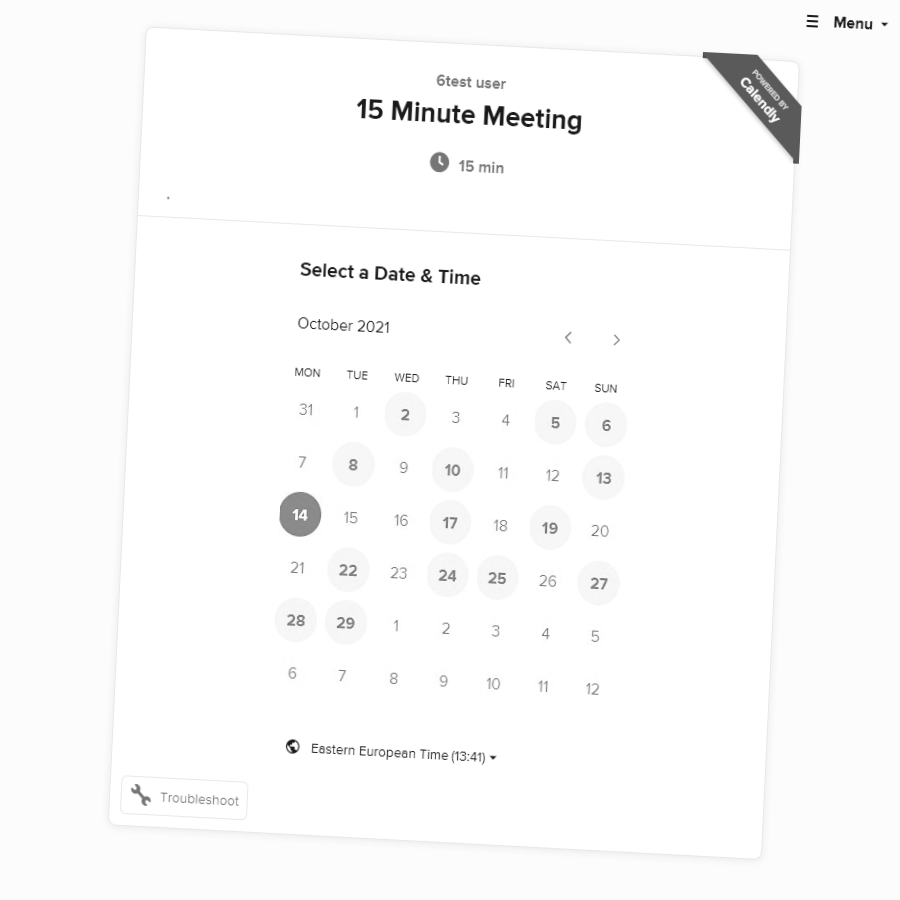 Menu
6test user
15 Minute Meeting
15 min
POWERED BY
Calendly
Select a Date & Time
October 2021
MON TUE WED THU FRI SAT SUN
31 1 2 3 4 5 6
7 8 9 10 11 12 13
14 15 16 17 18 19 20
21 22 23 24 25 26 27
28 29 1 2 3 4 5
6 7 8 9 10 11 12
Eastern European Time (13:41)
Troubleshoot